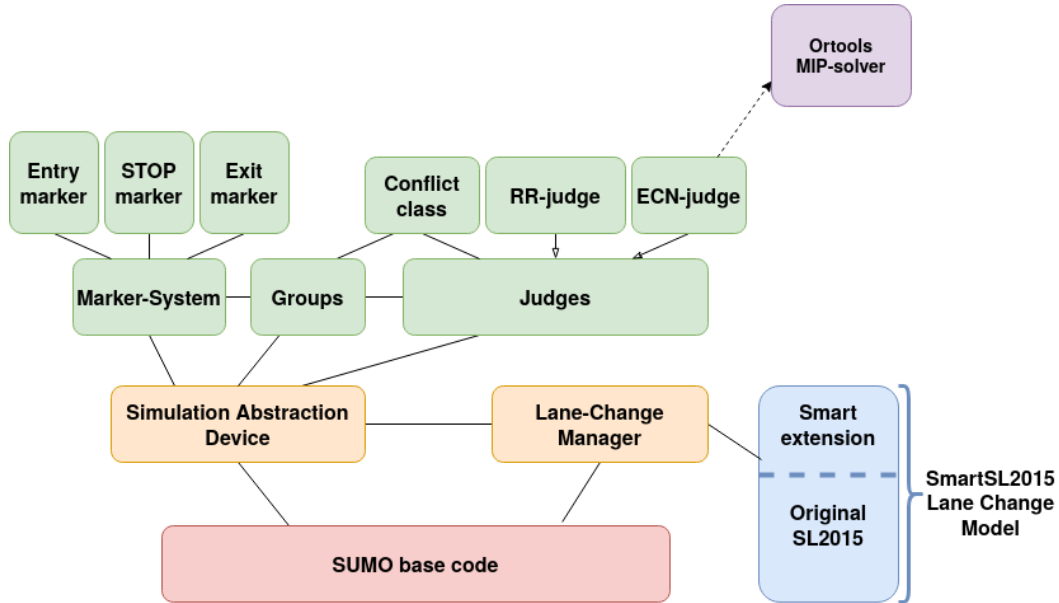 Ortools
MIP-solver
Entry
marker
STOP
marker
Exit
marker
Conflict
class
RR-judge
ECN-judge
Marker-System
Groups
Judges
Simulation Abstraction
Device
Lane-Change
Manager
Smart
extension
Original
SL2015
SmartSL2015
Lane Change
Model
SUMO base code